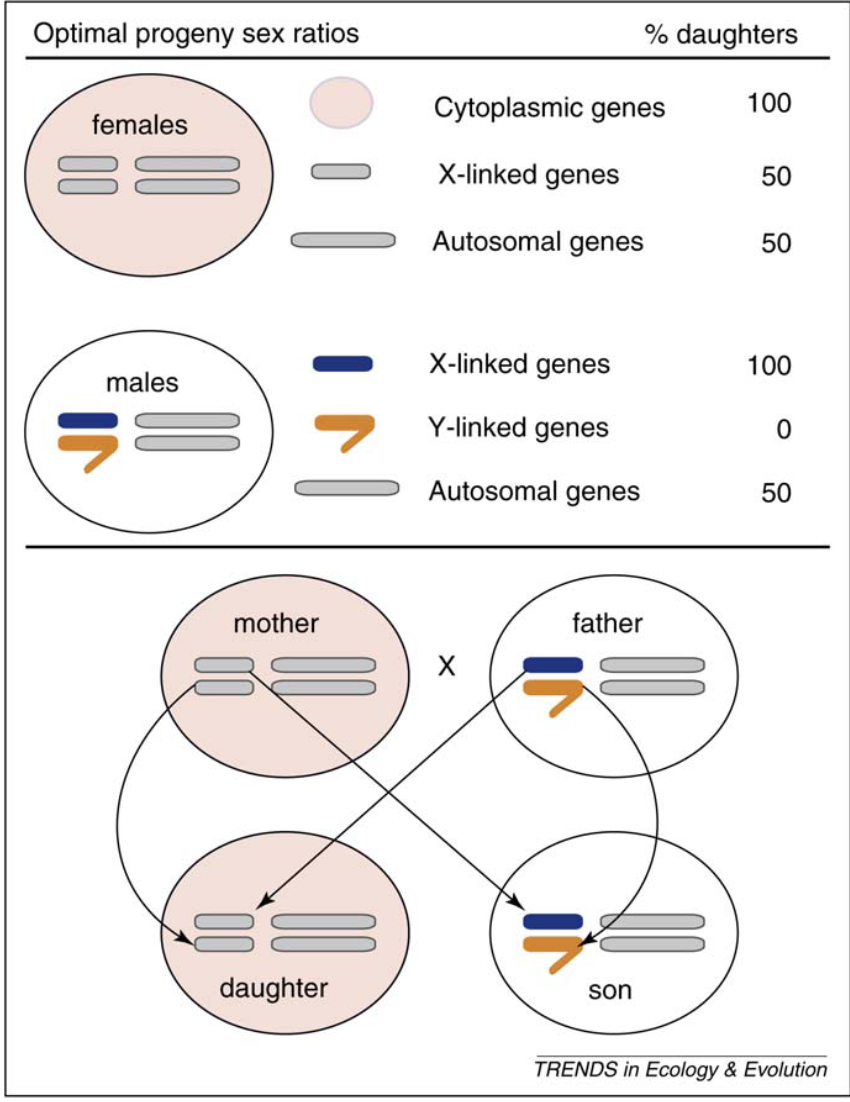 Optimal progeny sex ratios % daughters
females
Cytoplasmic genes 100
X-linked genes 50
Autosomal genes 50
males
X-linked genes 100
Y-linked genes 0
Autosomal genes 50
mother X father
daughter son
TRENDS in Ecology & Evolution